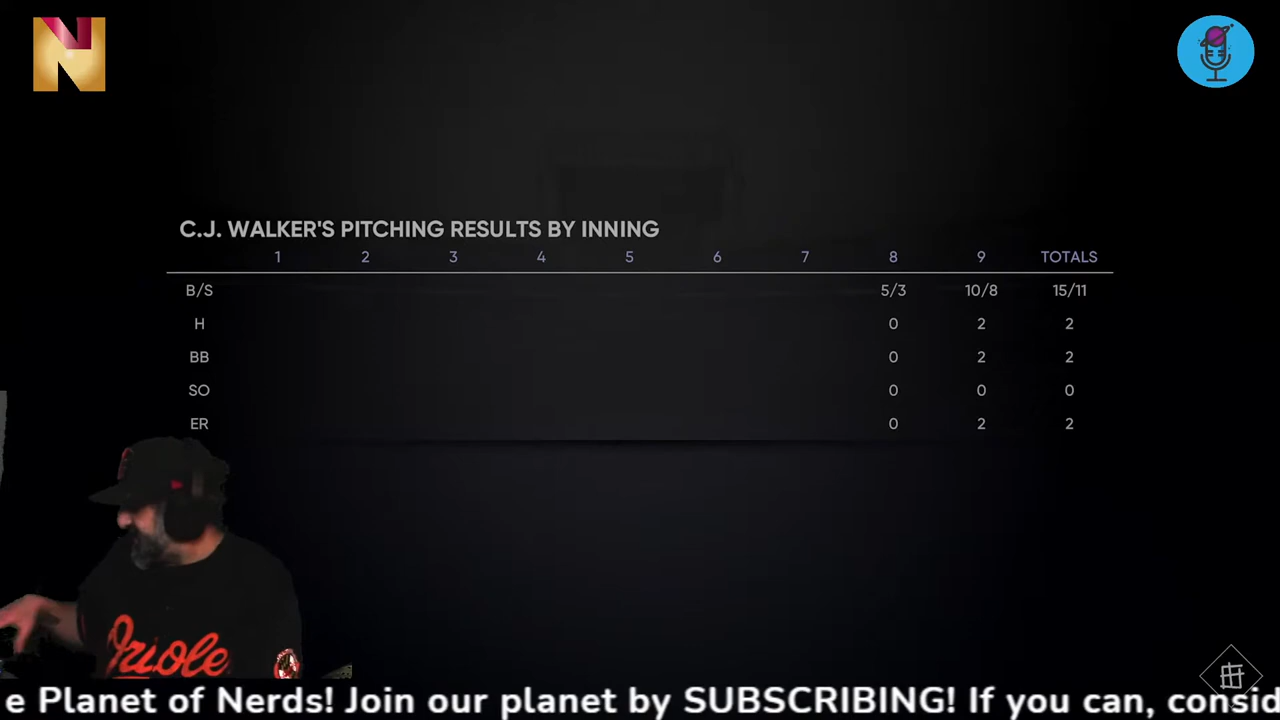 N
C.J. WALKER'S PITCHING RESULTS BY INNING
1 2 3 4 5 6 7 8 9 TOTALS
B/S 5/3 10/8 15/11
H 0 2 2
BB 0 2 2
SO 0 0 0
ER 0 2 2
Oriole
e Planet of Nerds! Join our planet by SUBSCRIBING! If you can, consid